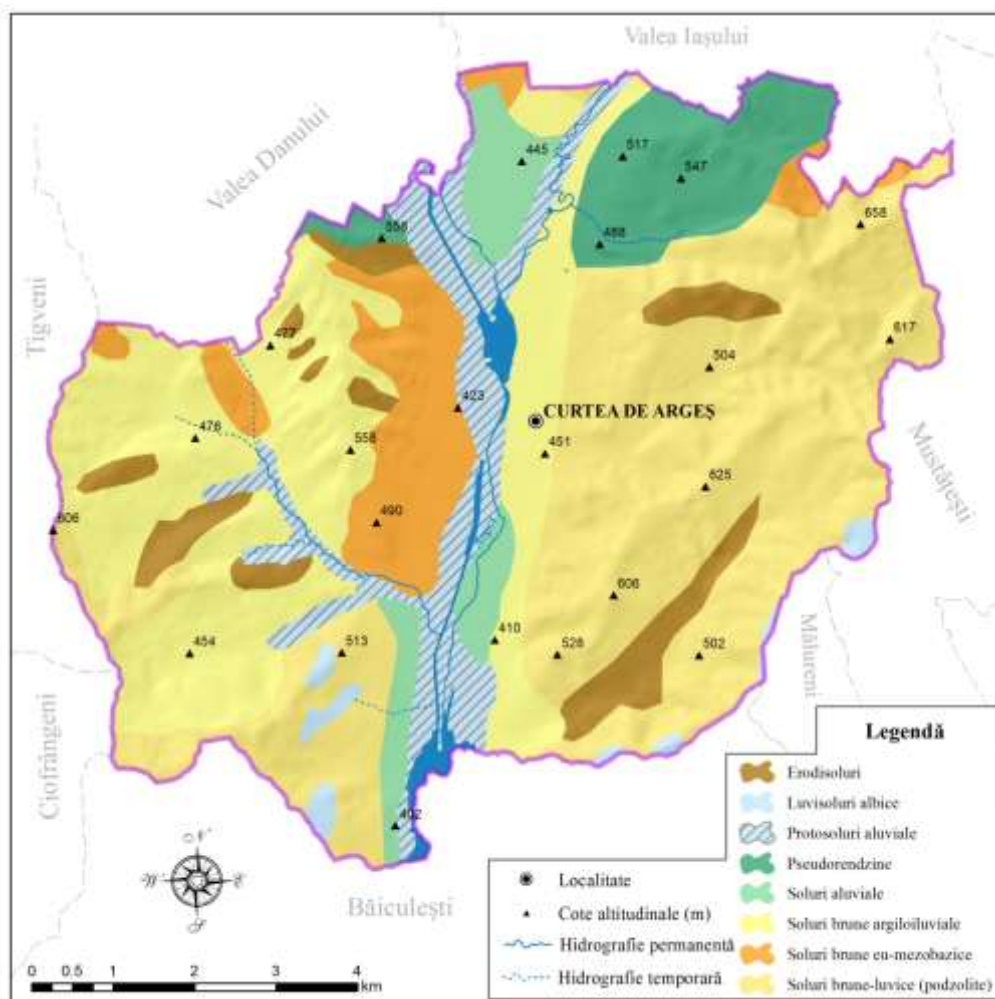 Valea Iașului
Valea Danului
Tigveni
Ciofrângeni
Băiculești
Mălureni
Mustățești
445
517
547
556
488
658
477
617
504
423
CURTEA DE ARGEȘ
476
558
451
625
490
606
606
454
513
410
526
502
402
N
W
E
S
0 0.5 1 2 3 4
km
Localitate
Cote altitudinale (m)
Hidrografie permanentă
Hidrografie temporară
Legendă
Erodisoluri
Luvisoluri albice
Protosoluri aluviale
Pseudorendzine
Soluri aluviale
Soluri brune argiloiluviale
Soluri brune eu-mezobazice
Soluri brune-luvice (podzolite)